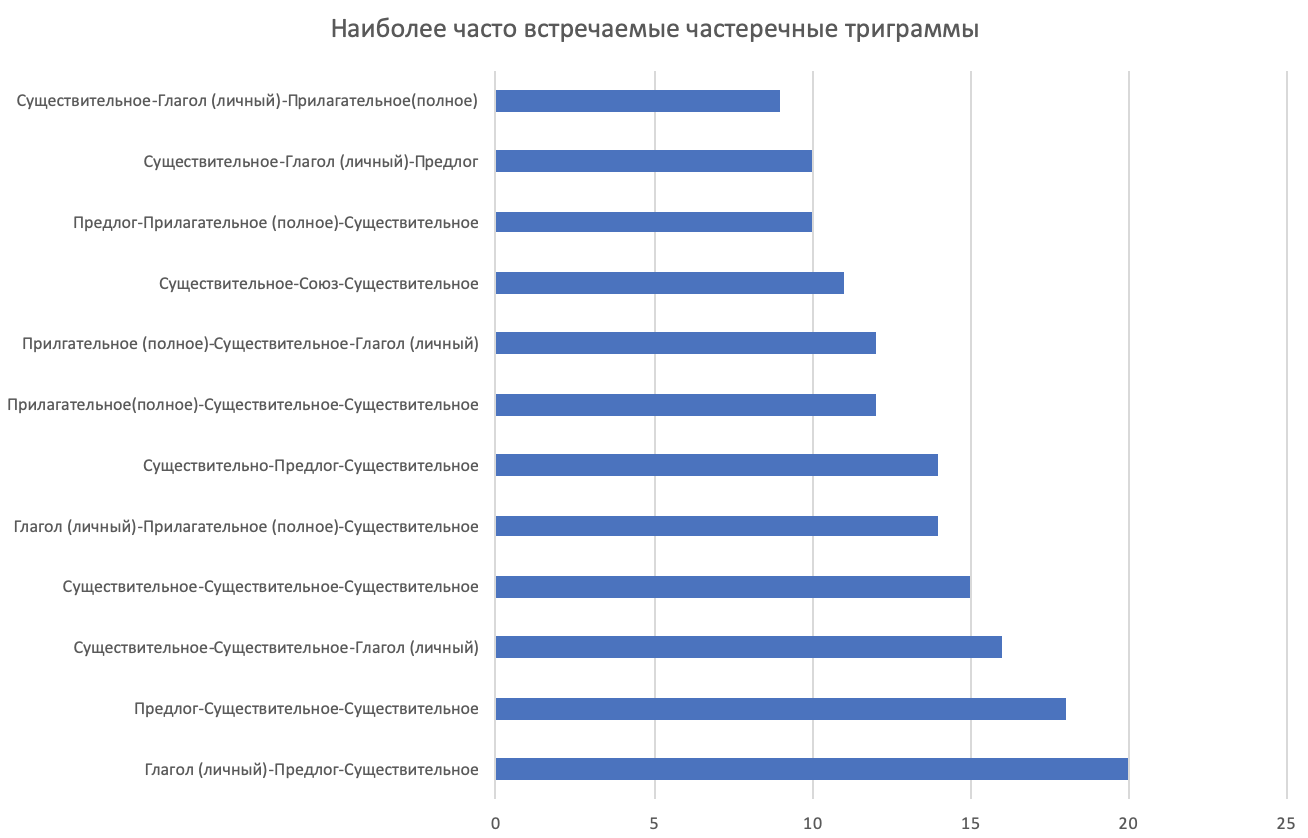 Наиболее часто встречаемые частеречные триграммы
Существительное-Глагол (личный)-Прилагательное(полное)
Существительное-Глагол (личный)-Предлог
Предлог-Прилагательное (полное)-Существительное
Существительное-Союз-Существительное
Прилгательное (полное)-Существительное-Глагол (личный)
Прилагательное(полное)-Существительное-Существительное
Существительно-Предлог-Существительное
Глагол (личный)-Прилагательное (полное)-Существительное
Существительное-Существительное-Существительное
Существительное-Существительное-Глагол (личный)
Предлог-Существительное-Существительное
Глагол (личный)-Предлог-Существительное
0 5 10 15 20 25